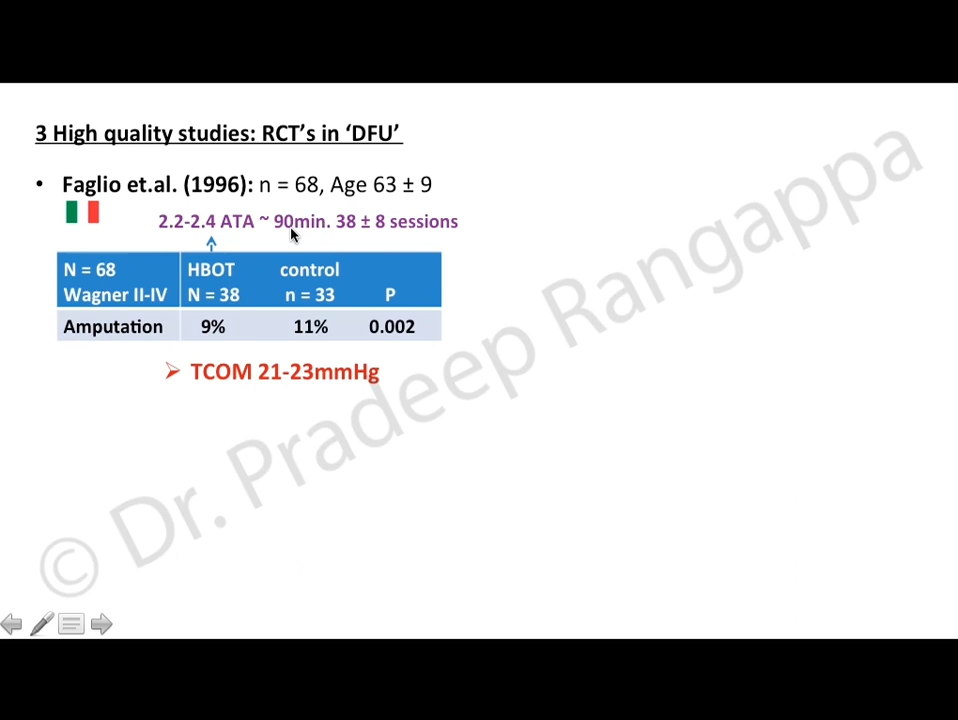 3 High quality studies: RCT's in ‘DFU’
• Faglio et.al. (1996): n = 68, Age 63 ± 9
2.2-2.4 ATA ~ 90min. 38 ± 8 sessions
N = 68 HBOT control
Wagner II-IV N = 38 n = 33 P
Amputation 9% 11% 0.002
➢ TCOM 21-23mmHg
© Dr. Pradeep Rangappa